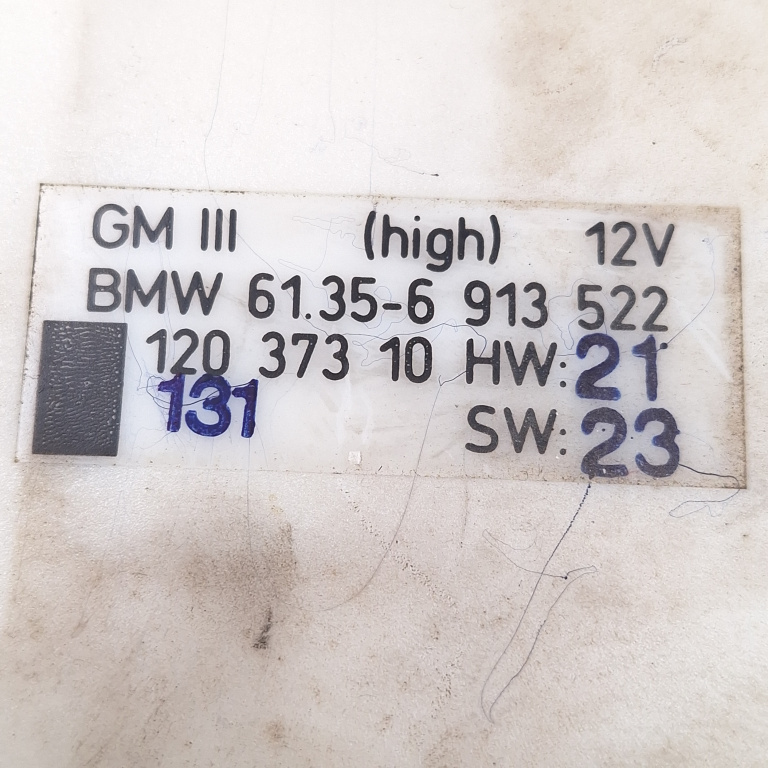 GM III (high) 12V
BMW 61.35-6 913 522
120 373 10 HW: 21
131 SW: 23